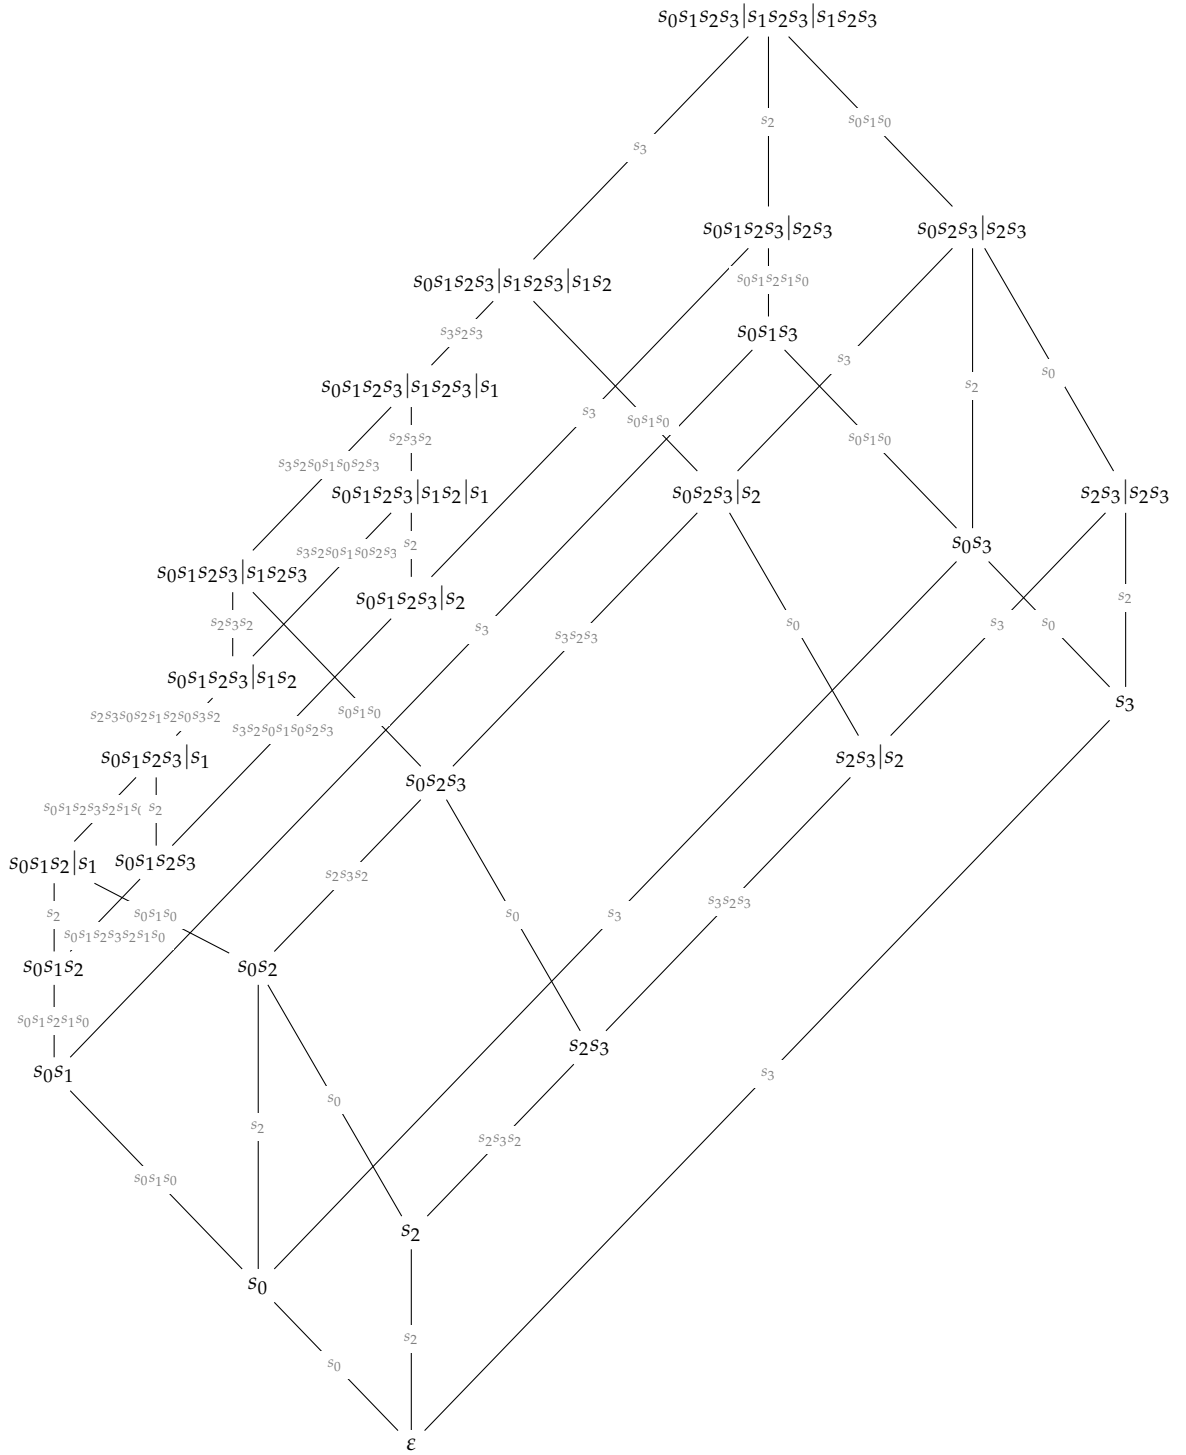 s0s1s2s3|s1s2s3|s1s2s3
s2
s0s1s0
s3
s0s1s2s3|s2s3
s0s2s3|s2s3
s0s1s2s3|s1s2s3|s1s2
s0s1s2s1s0
s3s2s3
s0s1s3
s3
s0
s0s1s2s3|s1s2s3|s1
s2
s3
s0s1s0
s2s3s2
s0s1s0
s3s2s0s1s0s2s3
s0s1s2s3|s1s2|s1
s0s2s3|s2
s2s3|s2s3
s3s2s0s1s0s2s3
s2
s0s3
s0s1s2s3|s1s2s3
s0s1s2s3|s2
s2
s2s3s2
s3
s3s2s3
s0
s3
s0
s0s1s2s3|s1s2
s3
s2s3s0s2s1s2s0s3s2
s3s2s0s1s0s2s3
s0s1s0
s0s1s2s3|s1
s2s3|s2
s0s2s3
s0s1s2s3s2s1s0
s2
s0s1s2|s1
s0s1s2s3
s2s3s2
s3s2s3
s2
s0s1s0
s0
s3
s0s1s2s3s2s1s0
s0s1s2
s0s2
s0s1s2s1s0
s2s3
s0s1
s3
s0
s2
s2s3s2
s0s1s0
s2
s0
s2
s0
ε